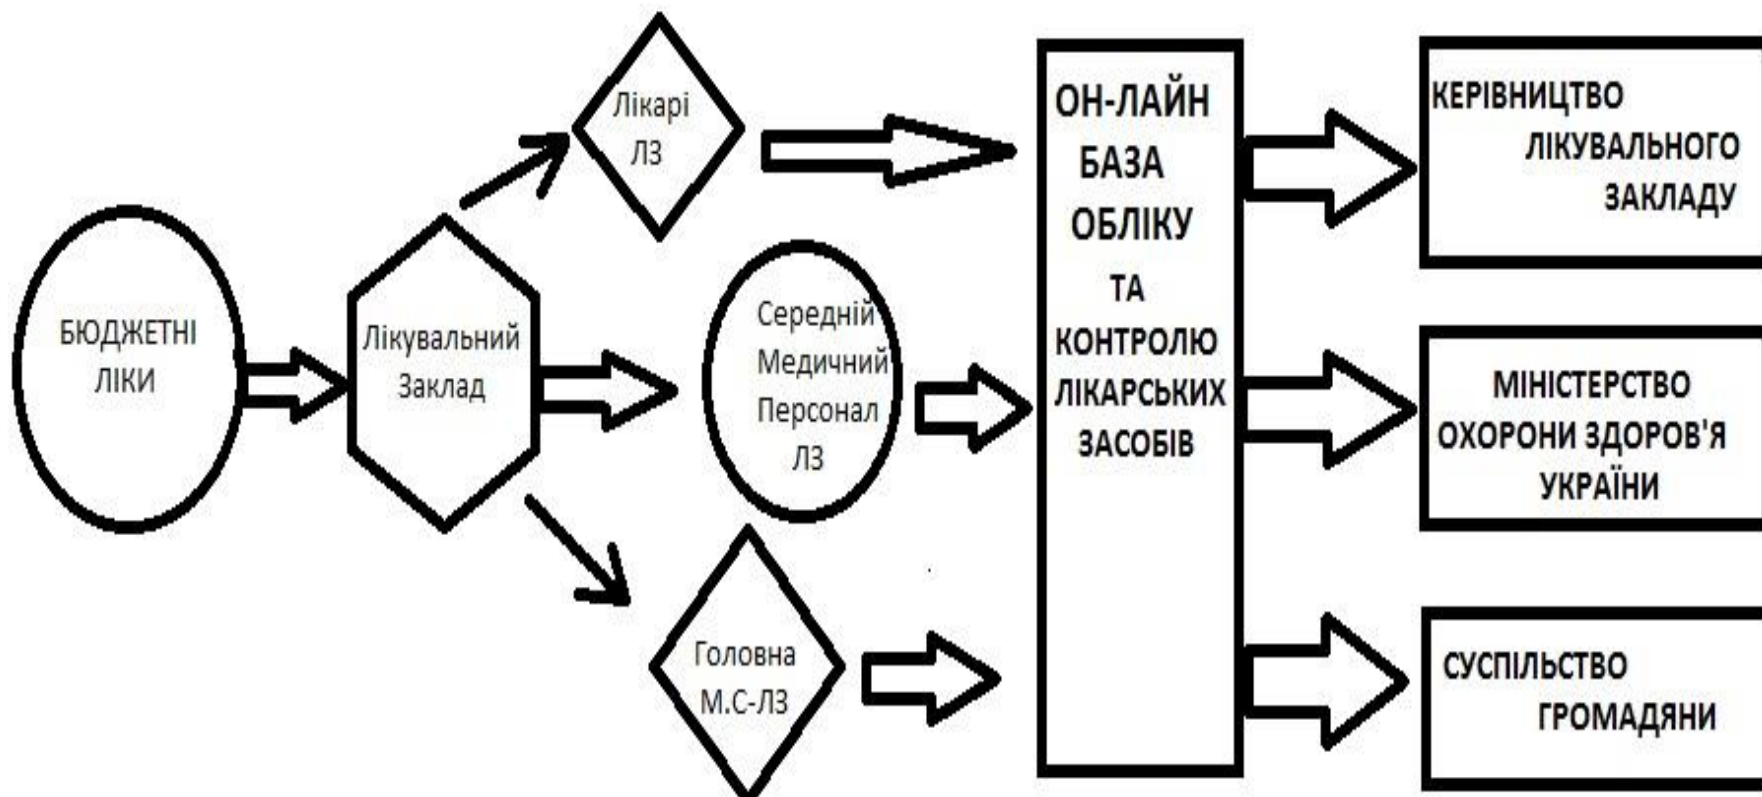 БЮДЖЕТНІ
ЛІКИ
Лікувальний
Заклад
Лікарі
ЛЗ
Середній
Медичний
Персонал
ЛЗ
Головна
М.С-ЛЗ
ОН-ЛАЙН
БАЗА
ОБЛІКУ
ТА
КОНТРОЛЮ
ЛІКАРСЬКИХ
ЗАСОБІВ
КЕРІВНИЦТВО
ЛІКУВАЛЬНОГО
ЗАКЛАДУ
МІНІСТЕРСТВО
ОХОРОНИ ЗДОРОВ'Я
УКРАЇНИ
СУСПІЛЬСТВО
ГРОМАДЯНИ